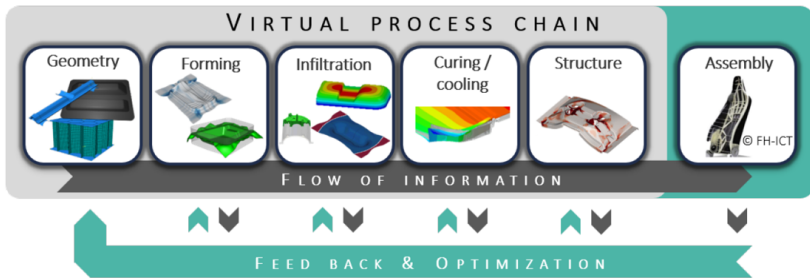 VIRTUAL PROCESS CHAIN
Geometry
Forming
Infiltration
Curing /
cooling
Structure
Assembly
© FH-ICT
FLOW OF INFORMATION
FEED BACK & OPTIMIZATION